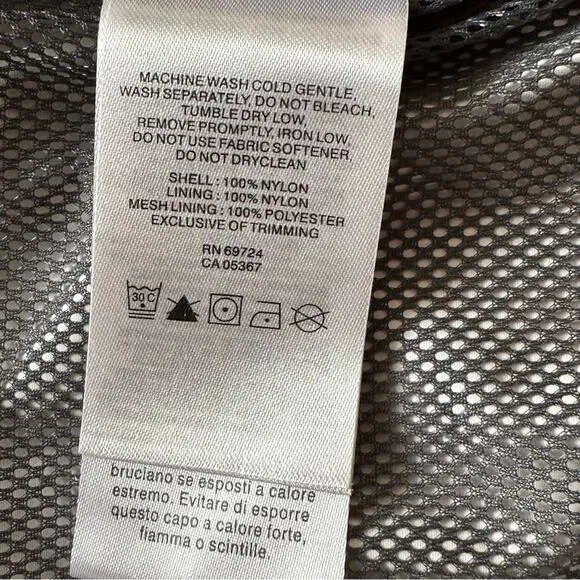 MACHINE WASH COLD GENTLE,
WASH SEPARATELY, DO NOT BLEACH,
TUMBLE DRY LOW,
REMOVE PROMPTLY, IRON LOW,
DO NOT USE FABRIC SOFTENER,
DO NOT DRYCLEAN
SHELL : 100% NYLON
LINING : 100% NYLON
MESH LINING : 100% POLYESTER
EXCLUSIVE OF TRIMMING
RN 69724
CA 05367
30 C
bruciano se esposti a calore
estremo. Evitare di esporre
questo capo a calore forte,
fiamma o scintille.